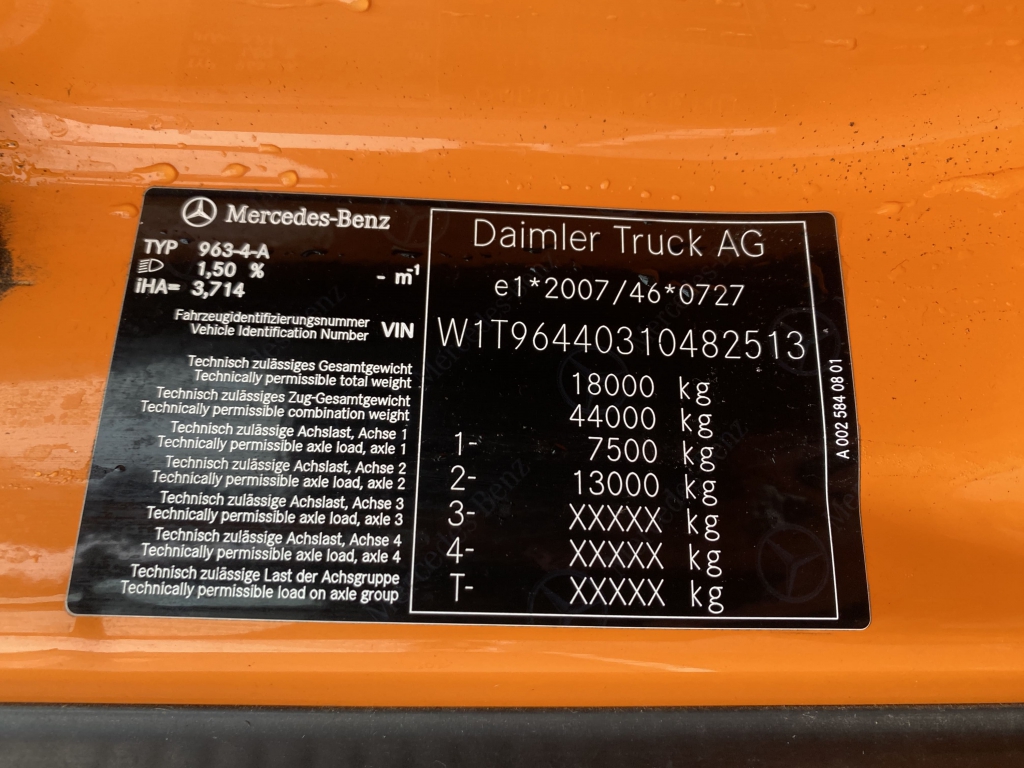 Mercedes-Benz
TYP 963-4-A
1,50 % - m-1
iHA= 3,714
Fahrzeugidentifizierungsnummer
Vehicle Identification Number VIN
Technisch zulässiges Gesamtgewicht
Technically permissible total weight
Technisch zulässiges Zug-Gesamtgewicht
Technically permissible combination weight
Technisch zulässige Achslast, Achse 1
Technically permissible axle load, axle 1
Technisch zulässige Achslast, Achse 2
Technically permissible axle load, axle 2
Technisch zulässige Achslast, Achse 3
Technically permissible axle load, axle 3
Technisch zulässige Achslast, Achse 4
Technically permissible axle load, axle 4
Technisch zulässige Last der Achsgruppe
Technically permissible load on axle group
Daimler Truck AG
e1*2007/46*0727
W1T96440310482513
18000 kg
44000 kg
1- 7500 kg
2- 13000 kg
3- XXXXX kg
4- XXXXX kg
T- XXXXX kg
A 002 584 08 01